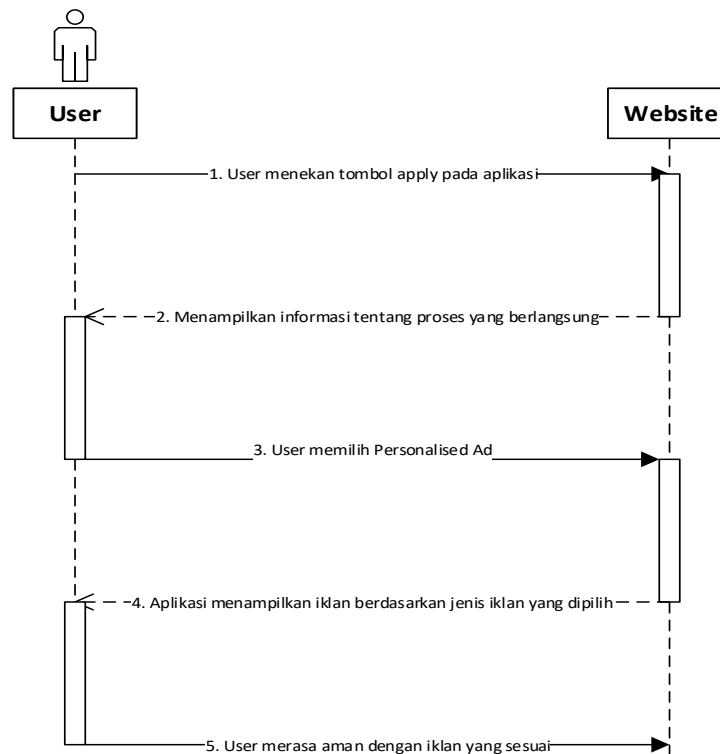 User
Website
1. User menekan tombol apply pada aplikasi
2. Menampilkan informasi tentang proses yang berlangsung
3. User memilih Personalised Ad
4. Aplikasi menampilkan iklan berdasarkan jenis iklan yang dipilih
5. User merasa aman dengan iklan yang sesuai